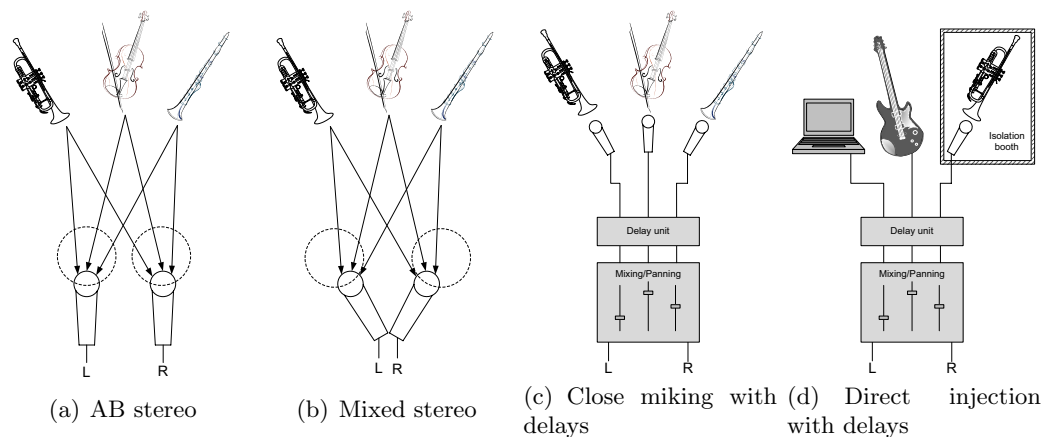 Isolation
booth
Delay unit
Delay unit
Mixing/Panning
Mixing/Panning
L R
L R
L R
L R
(a) AB stereo
(b) Mixed stereo
(c) Close miking with
delays
(d) Direct injection
with delays